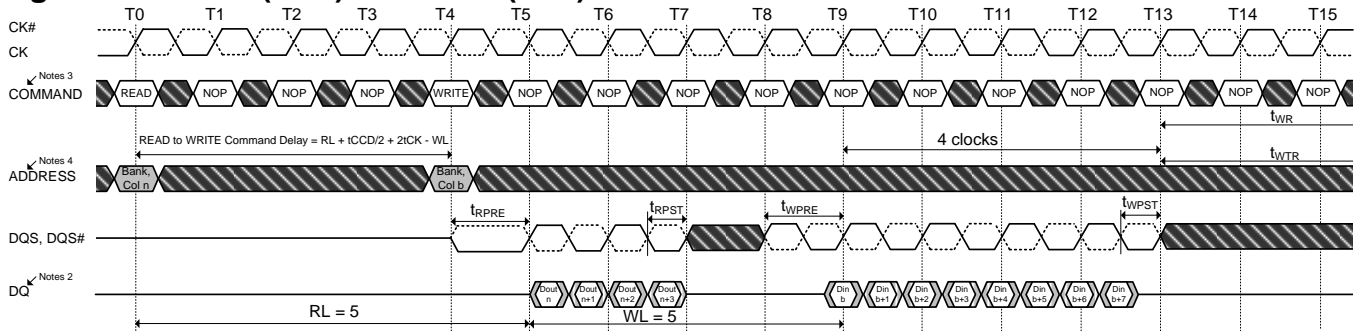 T0 T1 T2 T3 T4 T5 T6 T7 T8 T9 T10 T11 T12 T13 T14 T15
CK#
CK
Notes 3
COMMAND
READ NOP NOP NOP WRITE NOP NOP NOP NOP NOP NOP NOP NOP NOP NOP NOP
tWR
READ to WRITE Command Delay = RL + tCCD/2 + 2tCK - WL
4 clocks
tWTR
Notes 4
ADDRESS
Bank, Col n
Bank, Col b
tRPRE tRPST tWPRE tWPST
DQS, DQS#
Notes 2
DQ
Dout n Dout n+1 Dout n+2 Dout n+3 Din b Din b+1 Din b+2 Din b+3 Din b+4 Din b+5 Din b+6 Din b+7
RL = 5 WL = 5